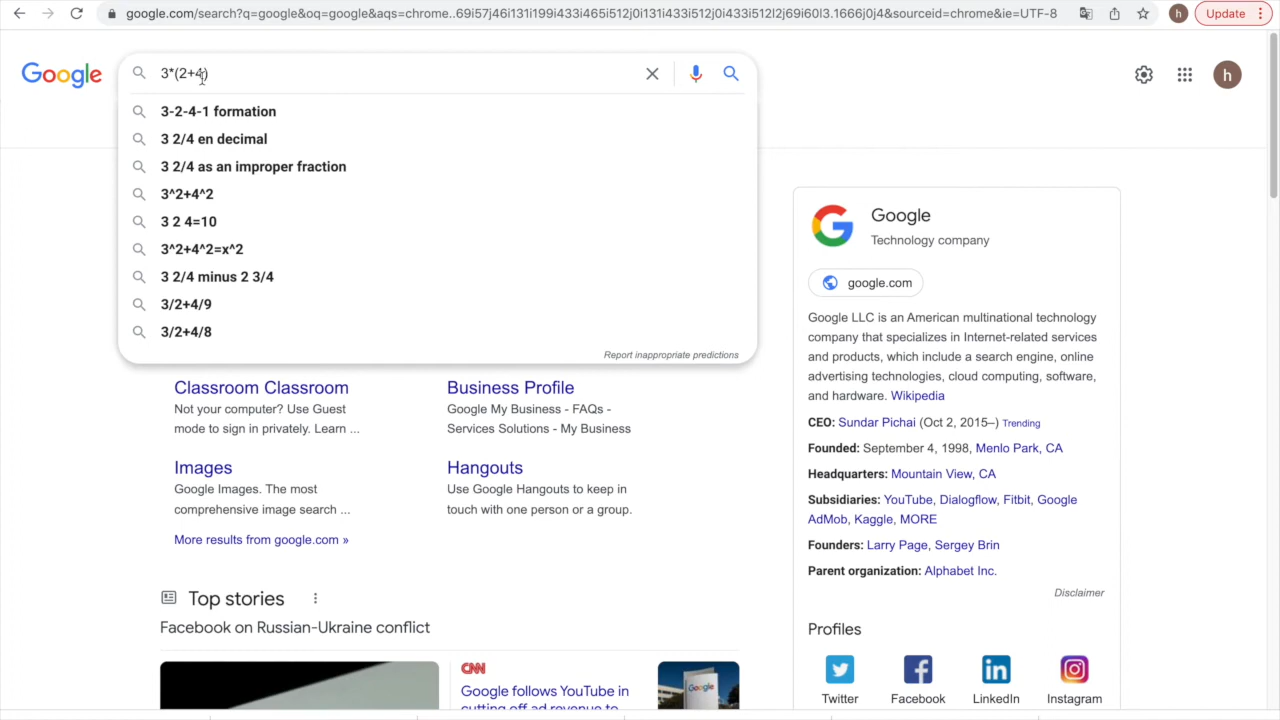 google.com/search?q=google&oq=google&aqs=chrome..69i57j46i131i199i433i465i512j0i131i433i512j0i433i512l2j69i60l3.1666j0j4&sourceid=chrome&ie=UTF-8
h
Update
Google
3*(2+4)
h
3-2-4-1 formation
3 2/4 en decimal
3 2/4 as an improper fraction
3^2+4^2
3 2 4=10
3^2+4^2=x^2
3 2/4 minus 2 3/4
3/2+4/9
3/2+4/8
Report inappropriate predictions
Classroom Classroom
Not your computer? Use Guest
mode to sign in privately. Learn ...
Business Profile
Google My Business - FAQs -
Services Solutions - My Business
Images
Google Images. The most
comprehensive image search ...
Hangouts
Use Google Hangouts to keep in
touch with one person or a group.
More results from google.com »
Top stories
Facebook on Russian-Ukraine conflict
CNN
Google follows YouTube in
cutting off ad revenue to
Google
Google
Technology company
google.com
Google LLC is an American multinational technology
company that specializes in Internet-related services
and products, which include a search engine, online
advertising technologies, cloud computing, software,
and hardware. Wikipedia
CEO: Sundar Pichai (Oct 2, 2015–) Trending
Founded: September 4, 1998, Menlo Park, CA
Headquarters: Mountain View, CA
Subsidiaries: YouTube, Dialogflow, Fitbit, Google
AdMob, Kaggle, MORE
Founders: Larry Page, Sergey Brin
Parent organization: Alphabet Inc.
Disclaimer
Profiles
Twitter
Facebook
LinkedIn
Instagram